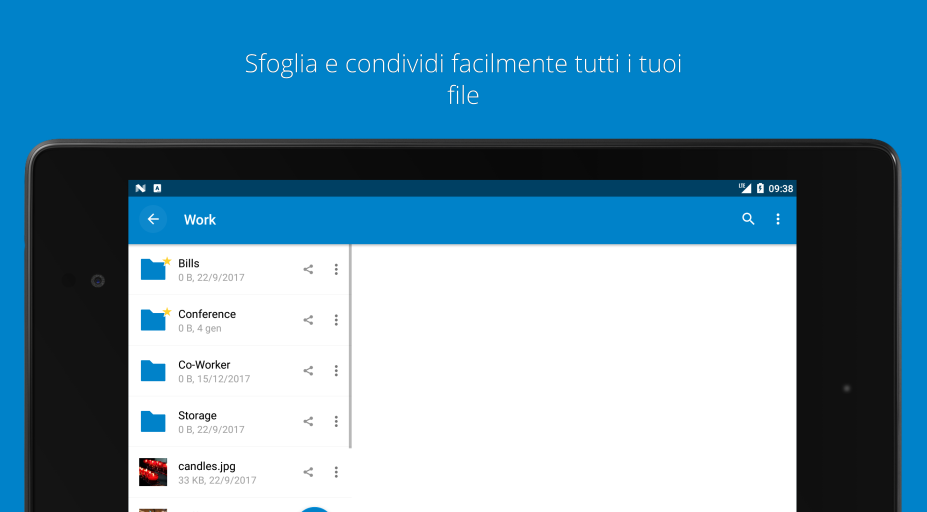 Sfoglia e condividi facilmente tutti i tuoi
file
LTE 09:38
Work
Bills
0 B, 22/9/2017
Conference
0 B, 4 gen
Co-Worker
0 B, 15/12/2017
Storage
0 B, 22/9/2017
candles.jpg
33 KB, 22/9/2017